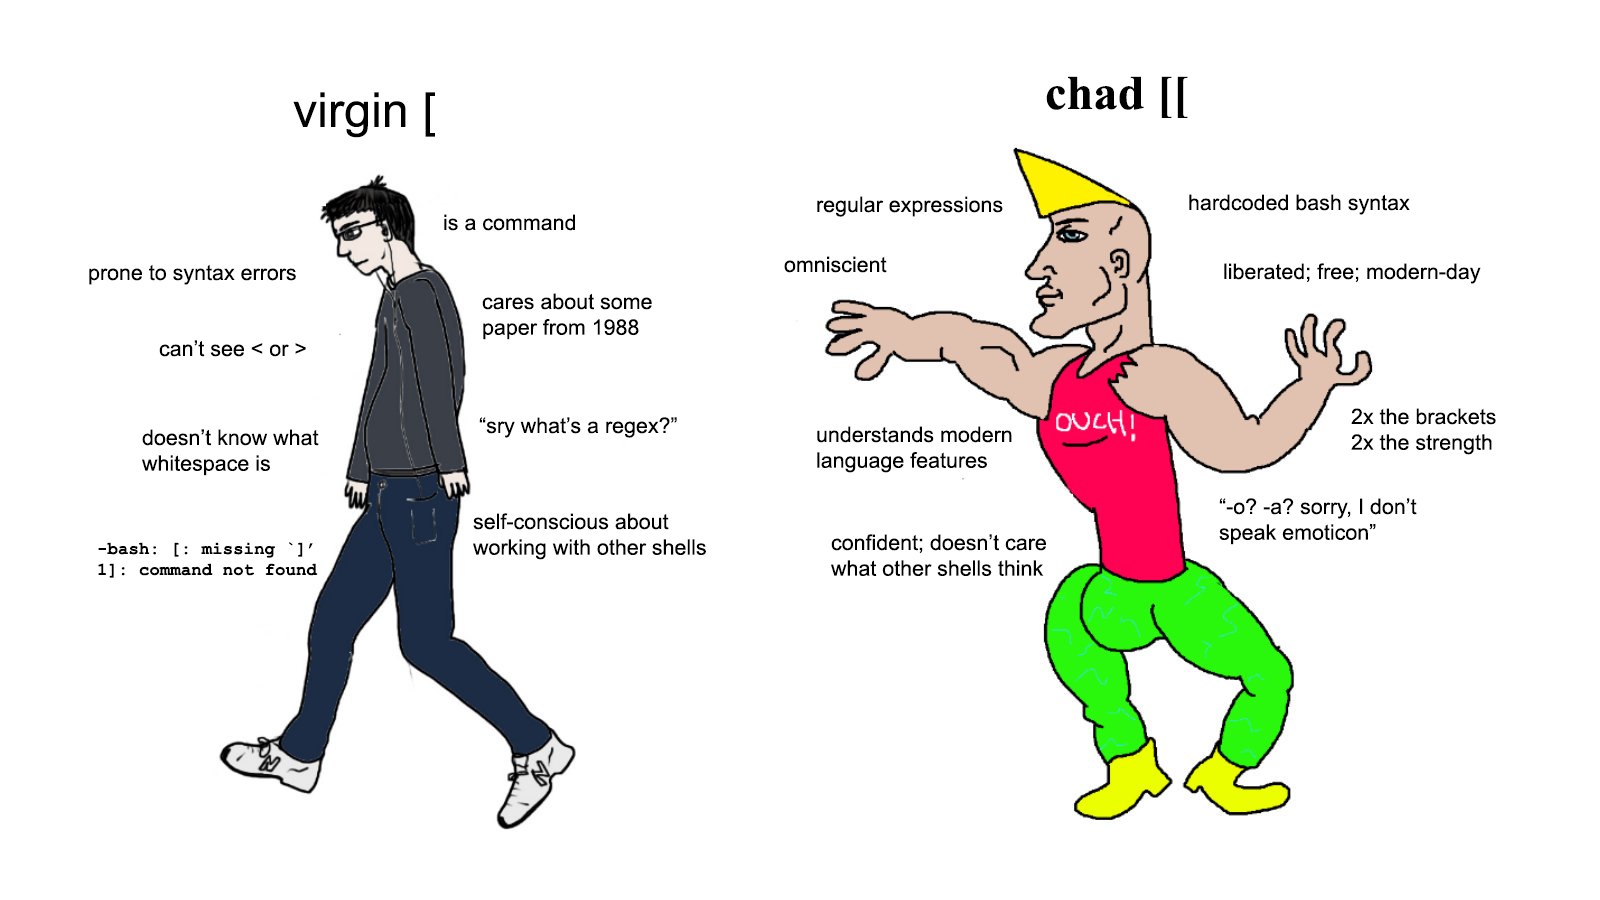 virgin [
is a command
prone to syntax errors
cares about some
paper from 1988
can’t see < or >
“sry what’s a regex?”
doesn’t know what
whitespace is
self-conscious about
working with other shells
-bash: [: missing `]’
1]: command not found
chad [[
regular expressions
hardcoded bash syntax
omniscient
liberated; free; modern-day
OUCH!
2x the brackets
2x the strength
understands modern
language features
“-o? -a? sorry, I don’t
speak emoticon”
confident; doesn’t care
what other shells think